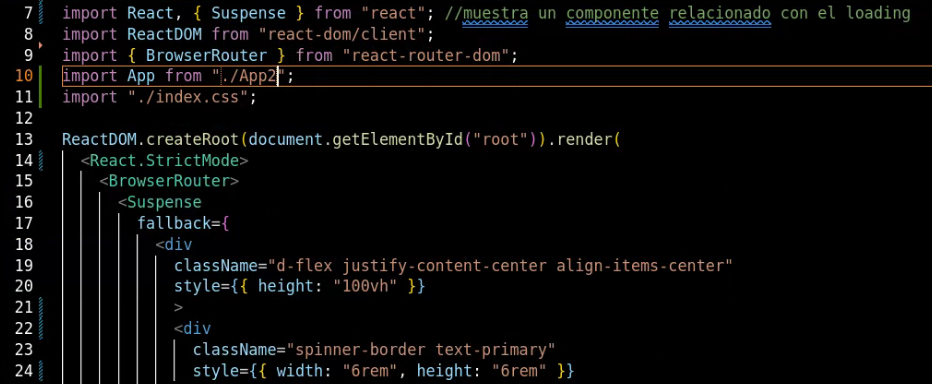 7 import React, { Suspense } from "react"; //muestra un componente relacionado con el loading
8 import ReactDOM from "react-dom/client";
9 import { BrowserRouter } from "react-router-dom";
10 import App from "./App2";
11 import "./index.css";
12
13 ReactDOM.createRoot(document.getElementById("root")).render(
14 <React.StrictMode>
15 <BrowserRouter>
16 <Suspense
17 fallback={
18 <div
19 className="d-flex justify-content-center align-items-center"
20 style={{ height: "100vh" }}
21 >
22 <div
23 className="spinner-border text-primary"
24 style={{ width: "6rem", height: "6rem" }}